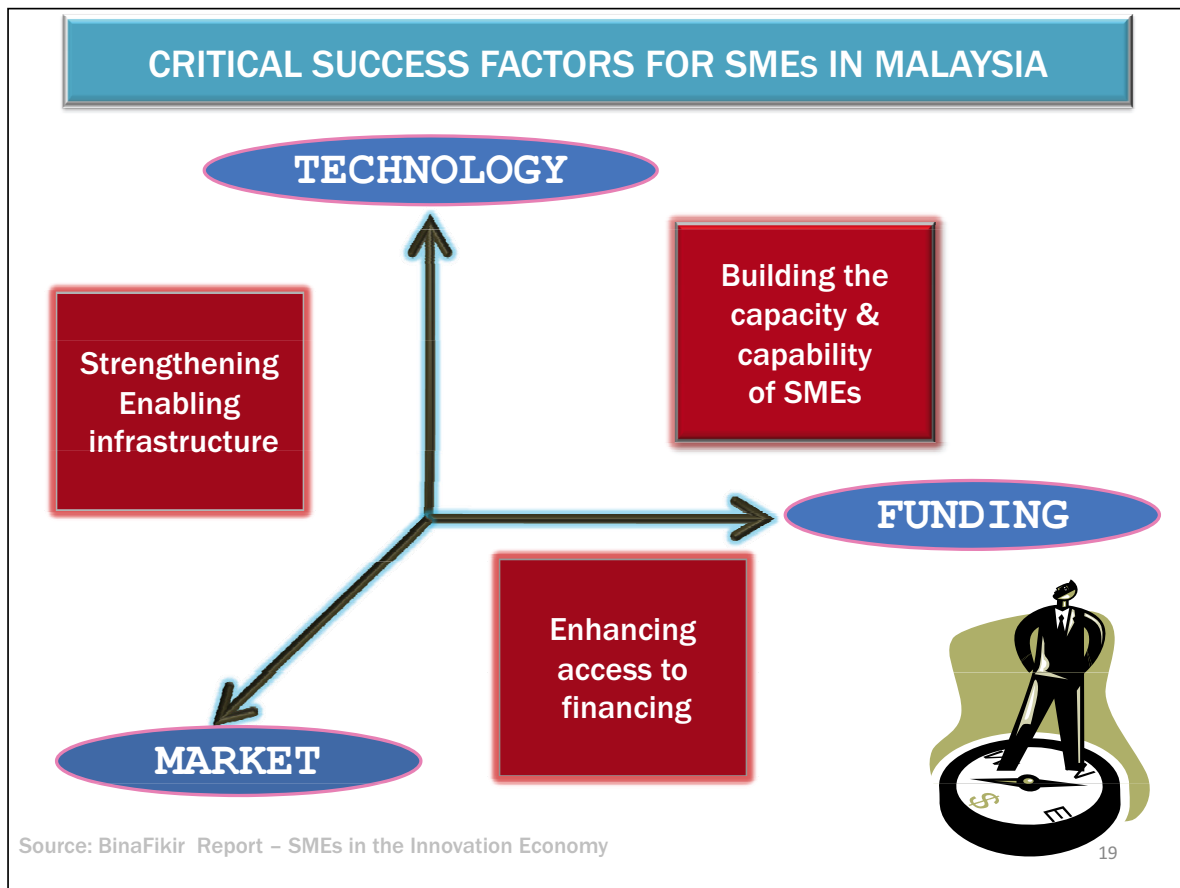 CRITICAL SUCCESS FACTORS FOR SMEs IN MALAYSIA
TECHNOLOGY
Building the
capacity &
capability
of SMEs
Strengthening
Enabling
infrastructure
FUNDING
Enhancing
access to
financing
MARKET
N
$
E
Source: BinaFikir Report – SMEs in the Innovation Economy
19